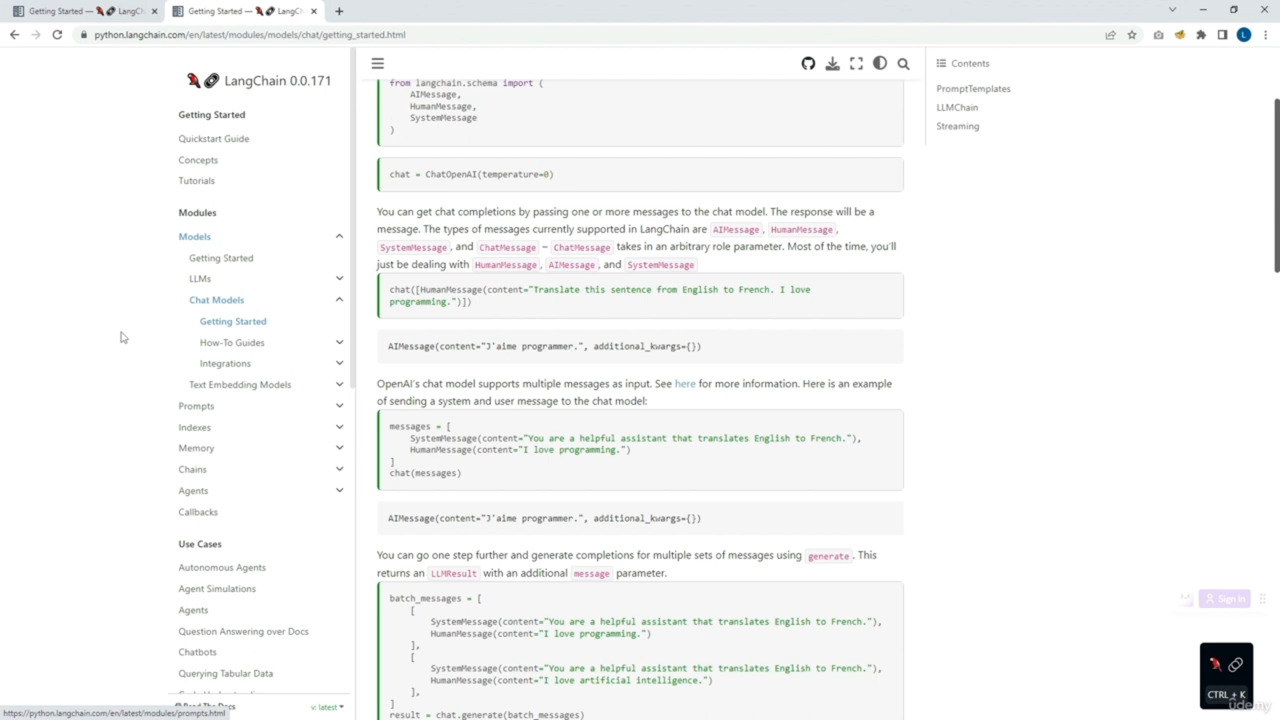 Getting Started — LangCh
Getting Started — LangCh
python.langchain.com/en/latest/modules/models/chat/getting_started.html
L
LangChain 0.0.171
Getting Started
Quickstart Guide
Concepts
Tutorials
Modules
Models
Getting Started
LLMs
Chat Models
Getting Started
How-To Guides
Integrations
Text Embedding Models
Prompts
Indexes
Memory
Chains
Agents
Callbacks
Use Cases
Autonomous Agents
Agent Simulations
Agents
Question Answering over Docs
Chatbots
Querying Tabular Data
Read The Docs
v: latest
https://python.langchain.com/en/latest/modules/prompts.html
from langchain.schema import (
AIMessage,
HumanMessage,
SystemMessage
)
chat = ChatOpenAI(temperature=0)
You can get chat completions by passing one or more messages to the chat model. The response will be a
message. The types of messages currently supported in LangChain are AIMessage, HumanMessage,
SystemMessage, and ChatMessage – ChatMessage takes in an arbitrary role parameter. Most of the time, you'll
just be dealing with HumanMessage, AIMessage, and SystemMessage
chat([HumanMessage(content="Translate this sentence from English to French. I love
programming.")])
AIMessage(content="J'aime programmer.", additional_kwargs={})
OpenAI's chat model supports multiple messages as input. See here for more information. Here is an example
of sending a system and user message to the chat model:
messages = [
SystemMessage(content="You are a helpful assistant that translates English to French."),
HumanMessage(content="I love programming.")
]
chat(messages)
AIMessage(content="J'aime programmer.", additional_kwargs={})
You can go one step further and generate completions for multiple sets of messages using generate. This
returns an LLMResult with an additional message parameter.
batch_messages = [
[
SystemMessage(content="You are a helpful assistant that translates English to French."),
HumanMessage(content="I love programming.")
],
[
SystemMessage(content="You are a helpful assistant that translates English to French."),
HumanMessage(content="I love artificial intelligence.")
],
]
result = chat.generate(batch_messages)
Contents
PromptTemplates
LLMChain
Streaming
Sign in
CTRL + K
udemy